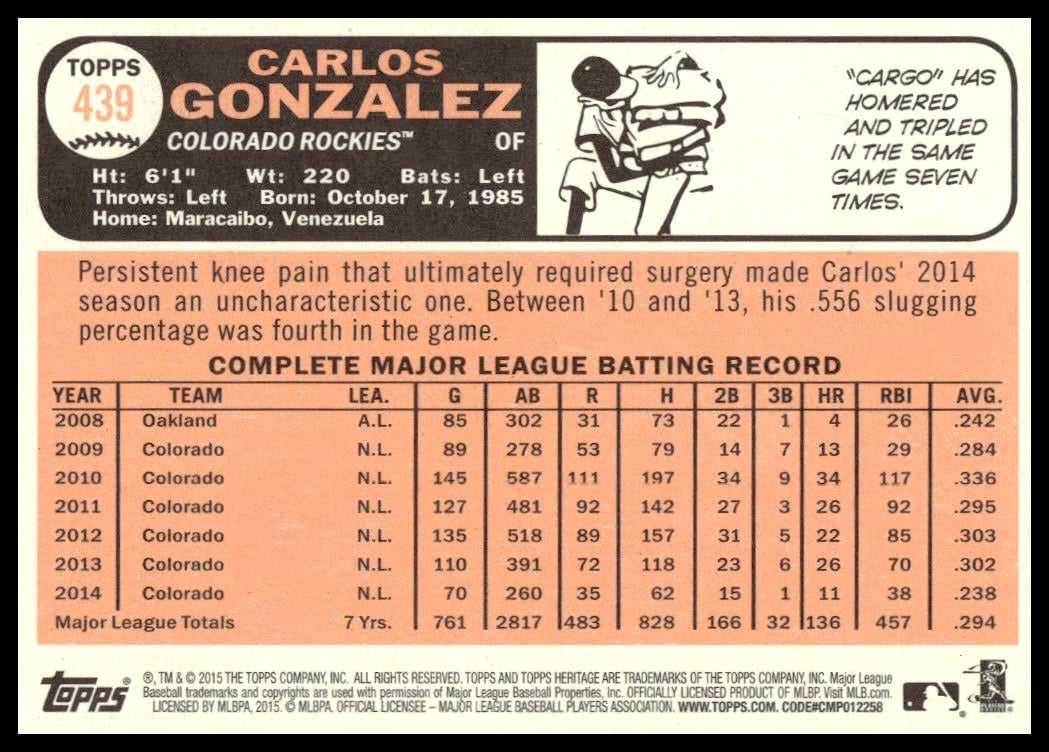 TOPPS
439
CARLOS
GONZALEZ
COLORADO ROCKIES™ OF
Ht: 6'1" Wt: 220 Bats: Left
Throws: Left Born: October 17, 1985
Home: Maracaibo, Venezuela
"CARGO" HAS
HOMERED
AND TRIPLED
IN THE SAME
GAME SEVEN
TIMES.
Persistent knee pain that ultimately required surgery made Carlos' 2014
season an uncharacteristic one. Between '10 and '13, his .556 slugging
percentage was fourth in the game.
COMPLETE MAJOR LEAGUE BATTING RECORD
YEAR TEAM LEA. G AB R H 2B 3B HR RBI AVG.
2008 Oakland A.L. 85 302 31 73 22 1 4 26 .242
2009 Colorado N.L. 89 278 53 79 14 7 13 29 .284
2010 Colorado N.L. 145 587 111 197 34 9 34 117 .336
2011 Colorado N.L. 127 481 92 142 27 3 26 92 .295
2012 Colorado N.L. 135 518 89 157 31 5 22 85 .303
2013 Colorado N.L. 110 391 72 118 23 6 26 70 .302
2014 Colorado N.L. 70 260 35 62 15 1 11 38 .238
Major League Totals 7 Yrs. 761 2817 483 828 166 32 136 457 .294
Topps®
®, TM & © 2015 THE TOPPS COMPANY, INC. ALL RIGHTS RESERVED. TOPPS AND TOPPS HERITAGE ARE TRADEMARKS OF THE TOPPS COMPANY, INC. Major League
Baseball trademarks and copyrights are used with permission of Major League Baseball Properties, Inc. OFFICIALLY LICENSED PRODUCT OF MLBP. Visit MLB.com.
LICENSED BY MLBPA, 2015. © MLBPA. OFFICIAL LICENSEE – MAJOR LEAGUE BASEBALL PLAYERS ASSOCIATION. WWW.TOPPS.COM. CODE#CMP012258